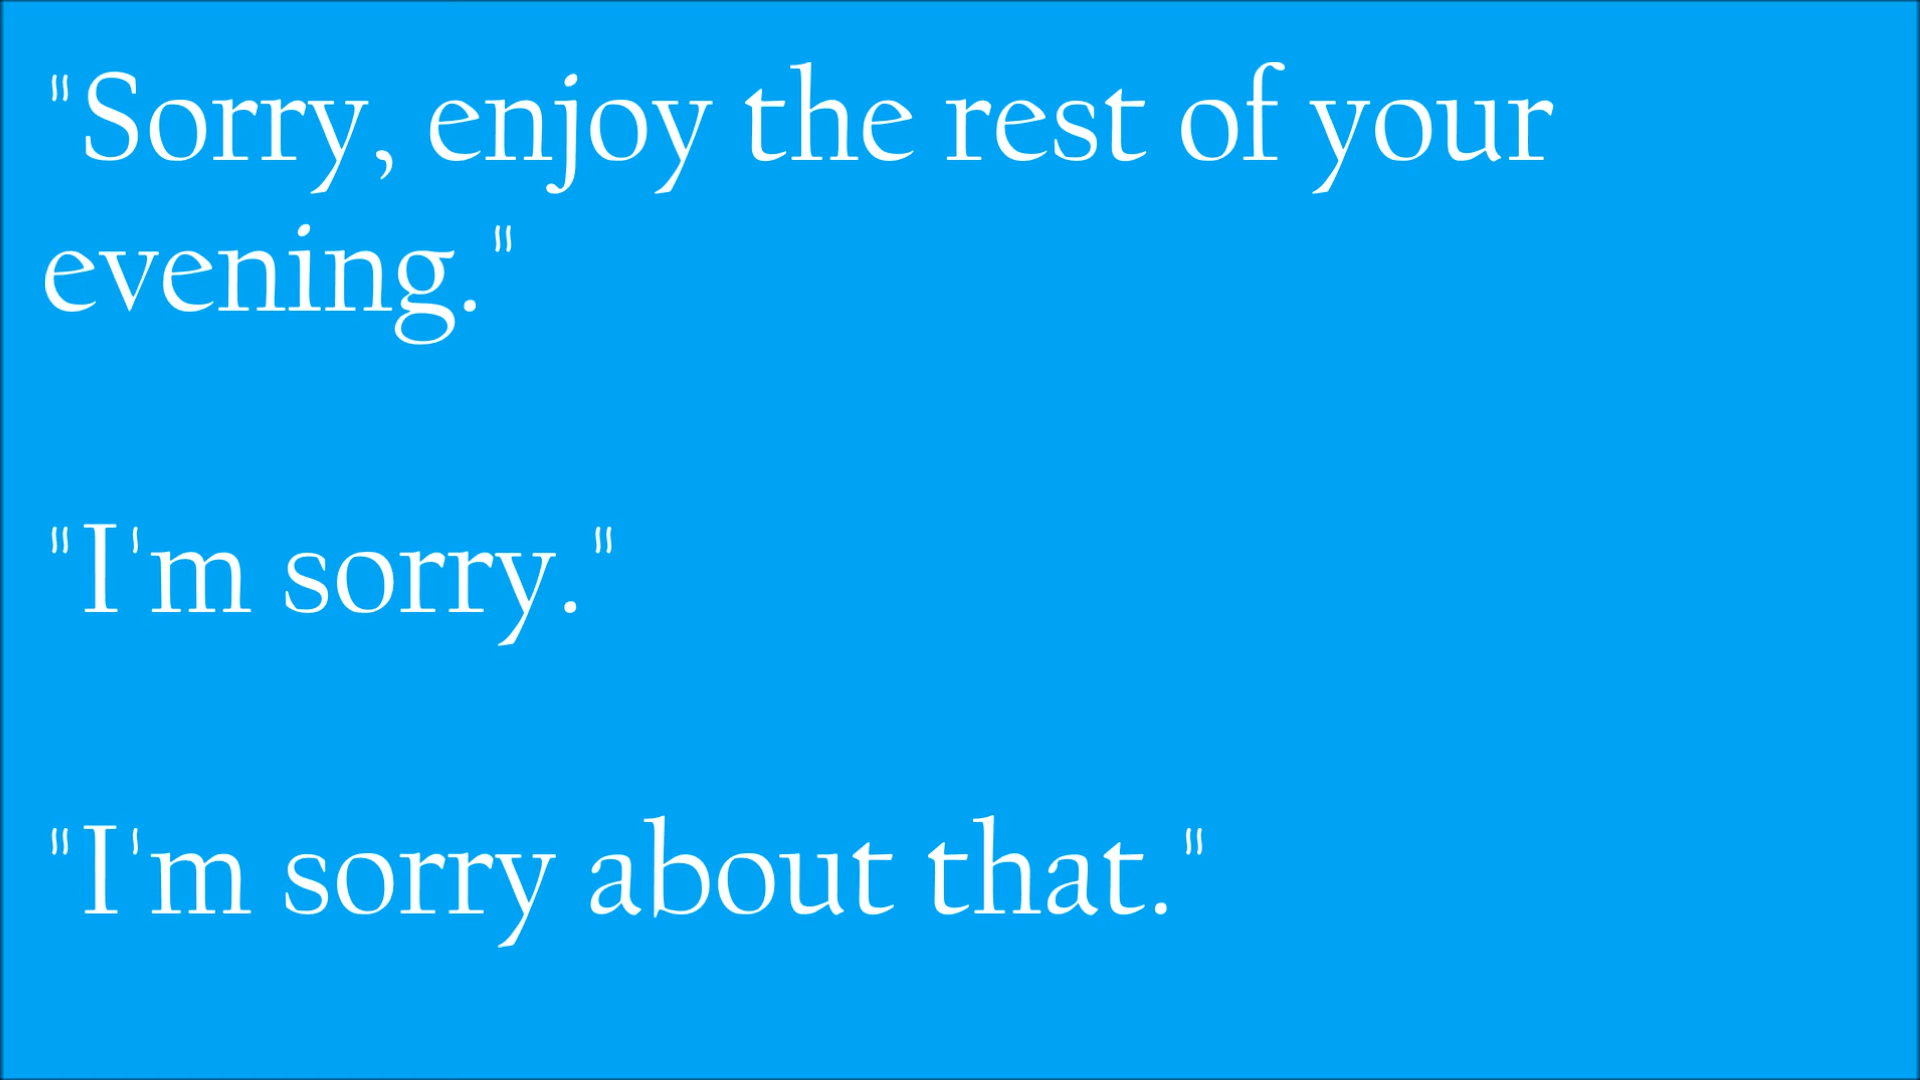 "Sorry, enjoy the rest of your
evening."
"I'm sorry."
"I'm sorry about that."